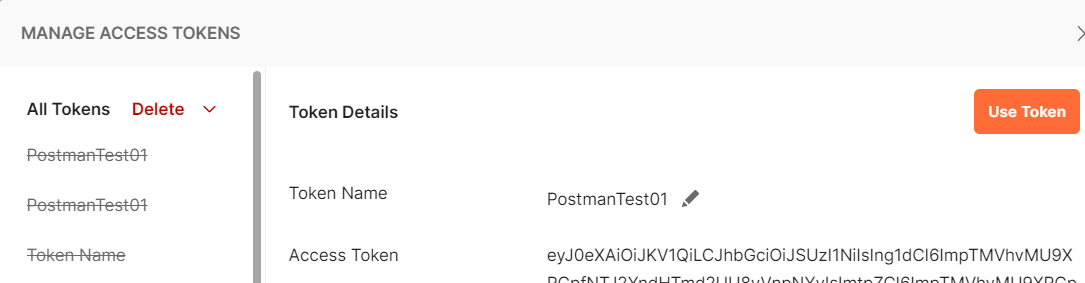 MANAGE ACCESS TOKENS
All Tokens Delete
Token Details
Use Token
PostmanTest01
PostmanTest01
Token Name
Token Name
PostmanTest01
Access Token
eyJ0eXAiOiJKV1QiLCJhbGciOiJSUzI1NiIsIng1dCI6ImpTMVhvMU9X